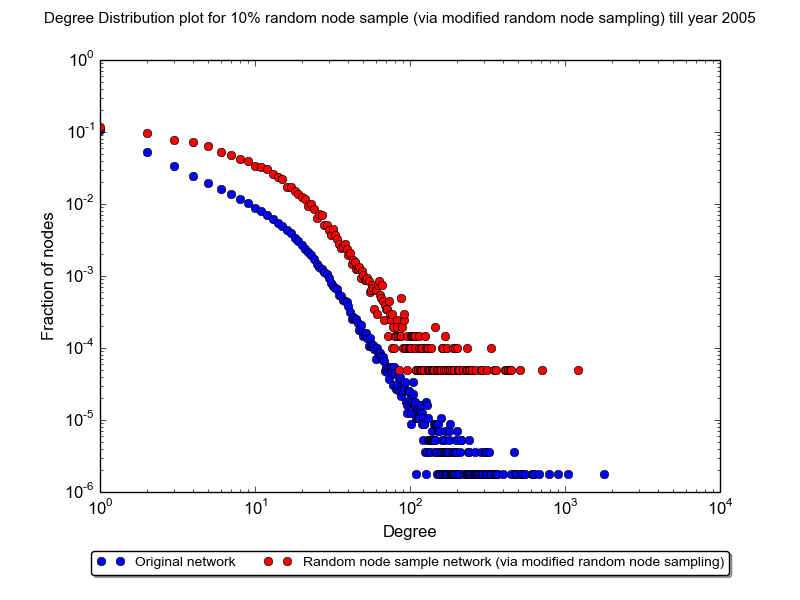 Degree Distribution plot for 10% random node sample (via modified random node sampling) till year 2005
10^0
10^-1
10^-2
10^-3
10^-4
10^-5
10^-6
Fraction of nodes
10^0 10^1 10^2 10^3 10^4
Degree
Original network Random node sample network (via modified random node sampling)